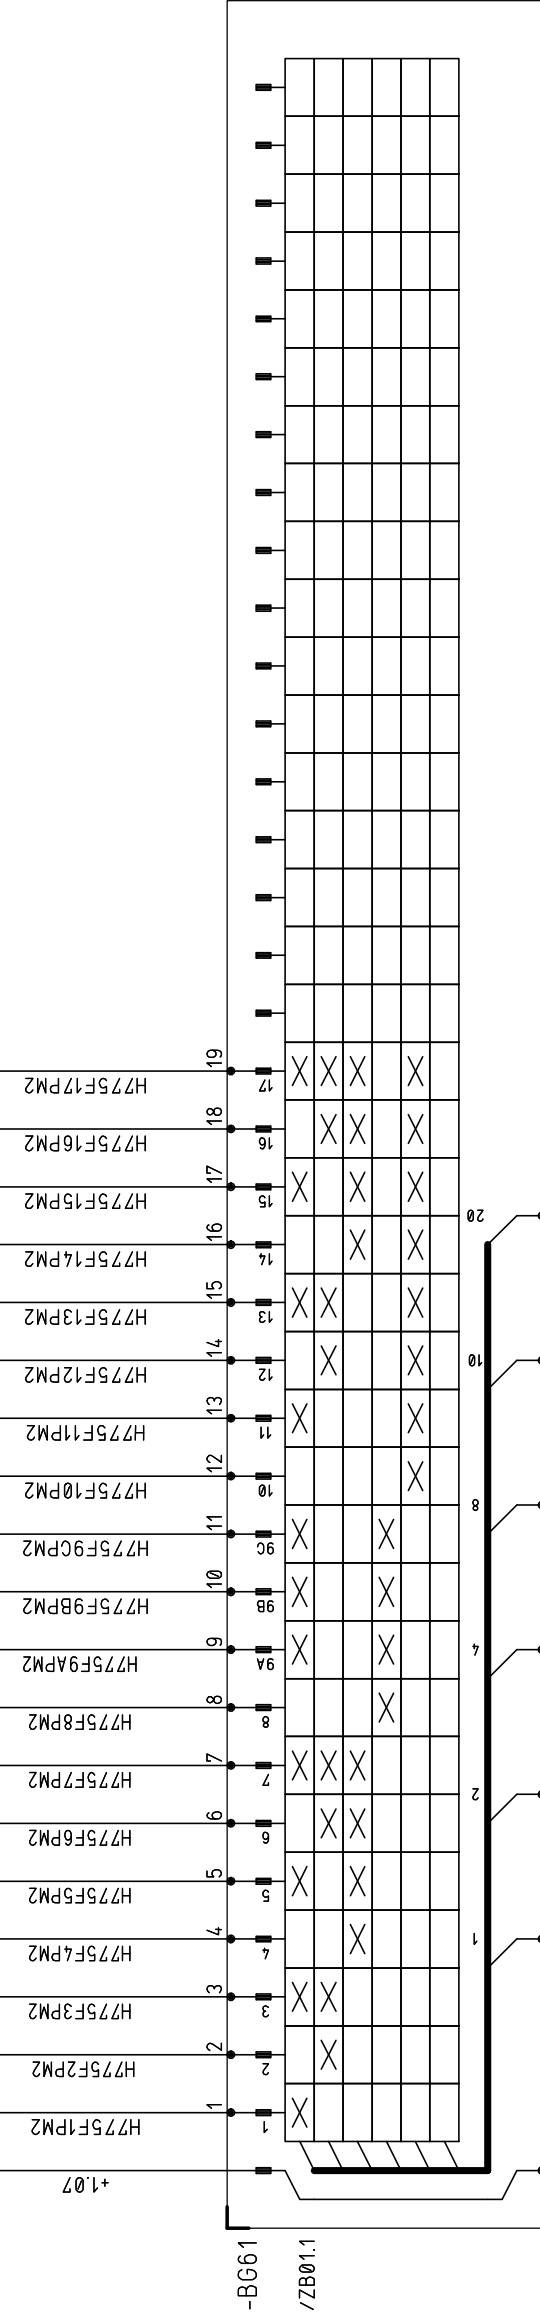 H775F17PM2 19 17
H775F16PM2 18 16
H775F15PM2 17 15
20
H775F14PM2 16 14
H775F13PM2 15 13
H775F12PM2 14 12 10
H775F11PM2 13 11
H775F10PM2 12 10
8
H775F9CPM2 11 9C
H775F9BPM2 10 9B
H775F9APM2 9 9A 4
H775F8PM2 8 8
H775F7PM2 7 7
2
H775F6PM2 6 6
H775F5PM2 5 5
H775F4PM2 4 4 1
H775F3PM2 3 3
H775F2PM2 2 2
H775F1PM2 1 1
+1.07
-BG61
/ZB01.1